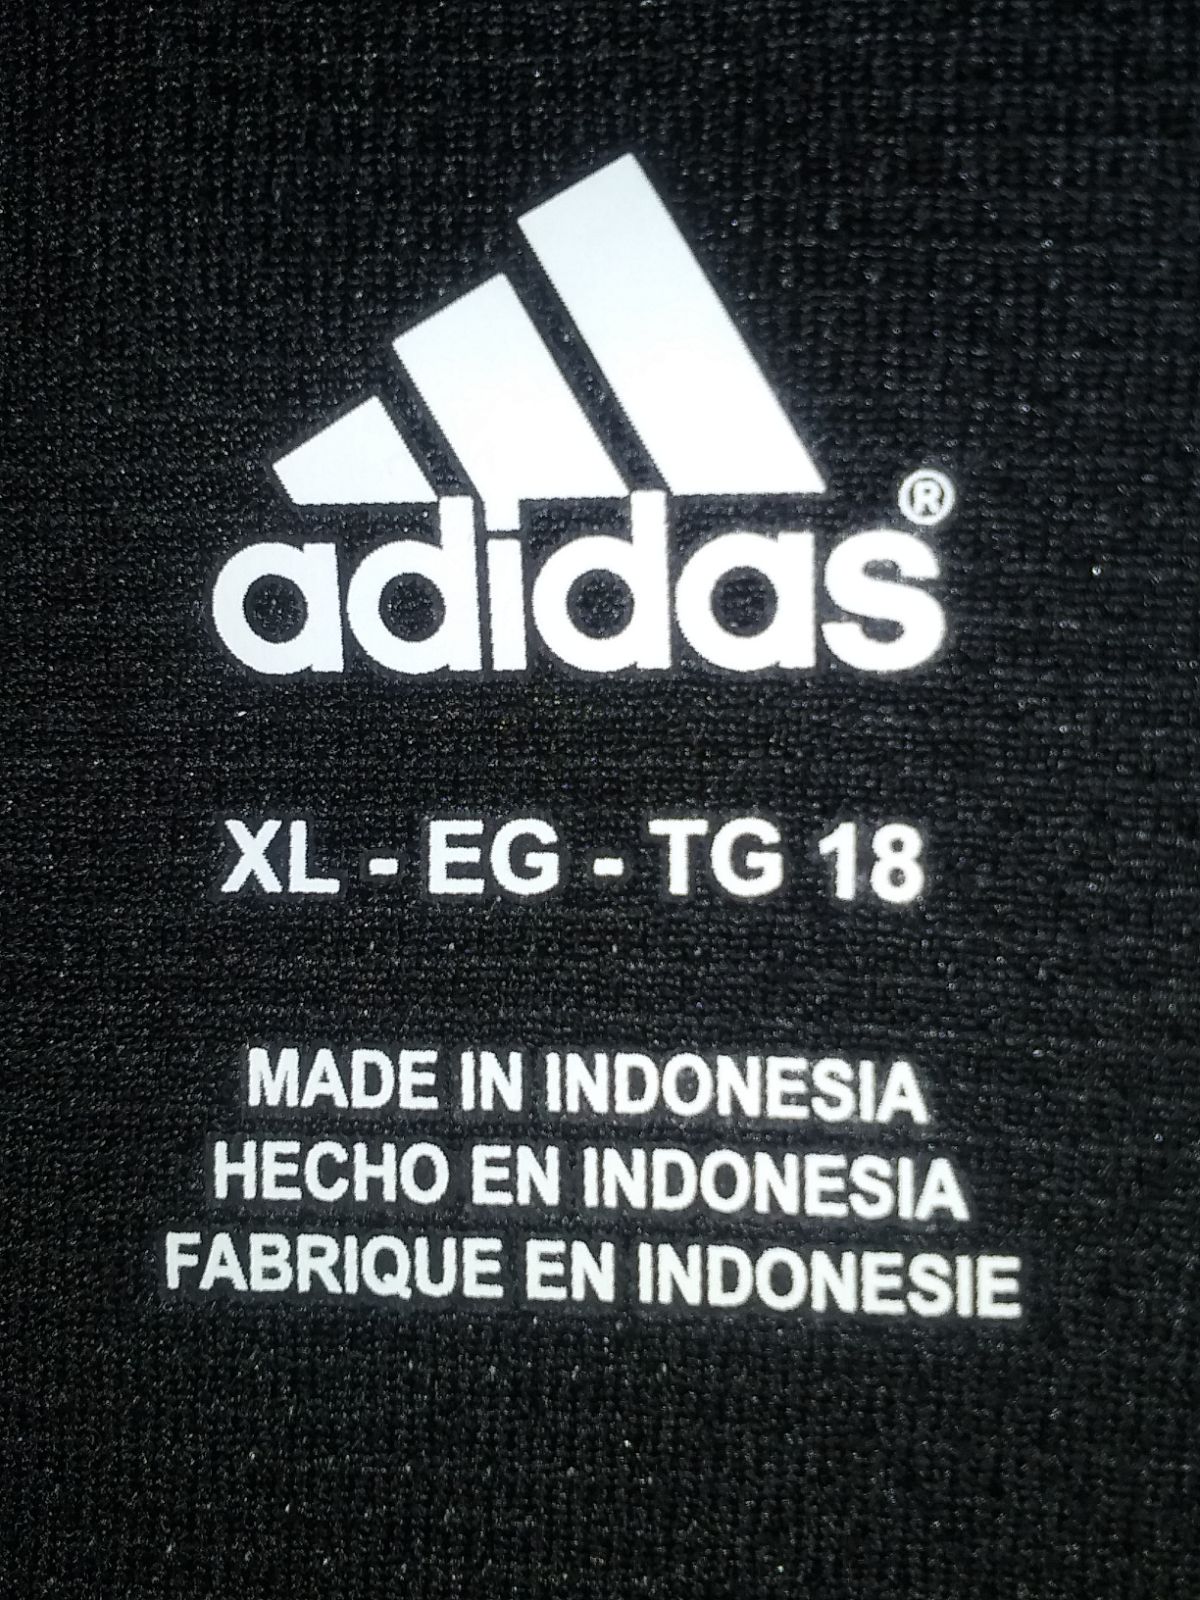 adidas®
XL - EG - TG 18
MADE IN INDONESIA
HECHO EN INDONESIA
FABRIQUE EN INDONESIE